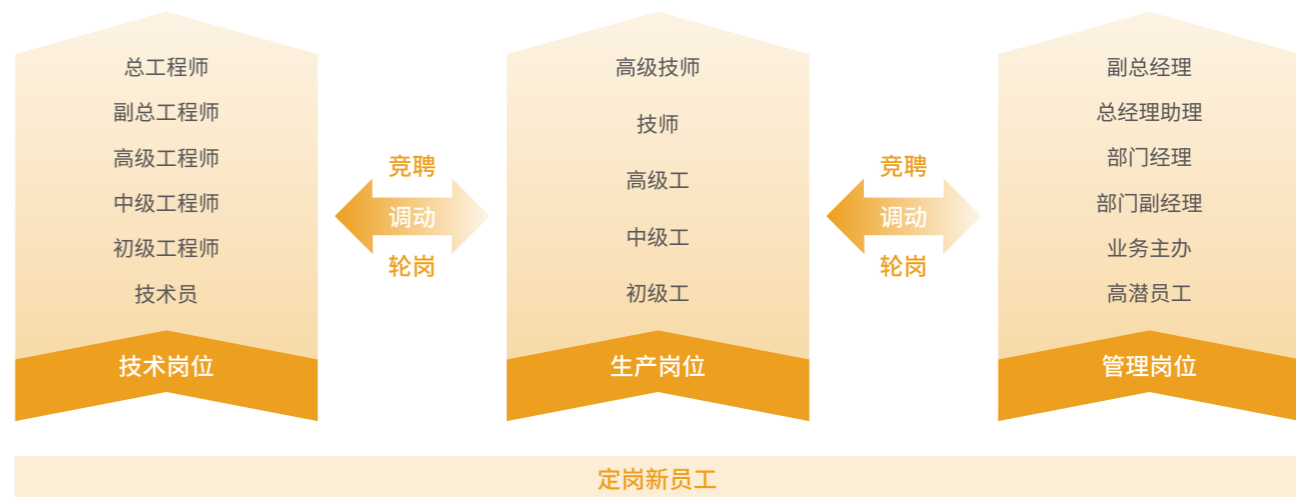 总工程师
副总工程师
高级工程师
中级工程师
初级工程师
技术员
技术岗位
竞聘
调动
轮岗
高级技师
技师
高级工
中级工
初级工
生产岗位
竞聘
调动
轮岗
副总经理
总经理助理
部门经理
部门副经理
业务主办
高潜员工
管理岗位
定岗新员工